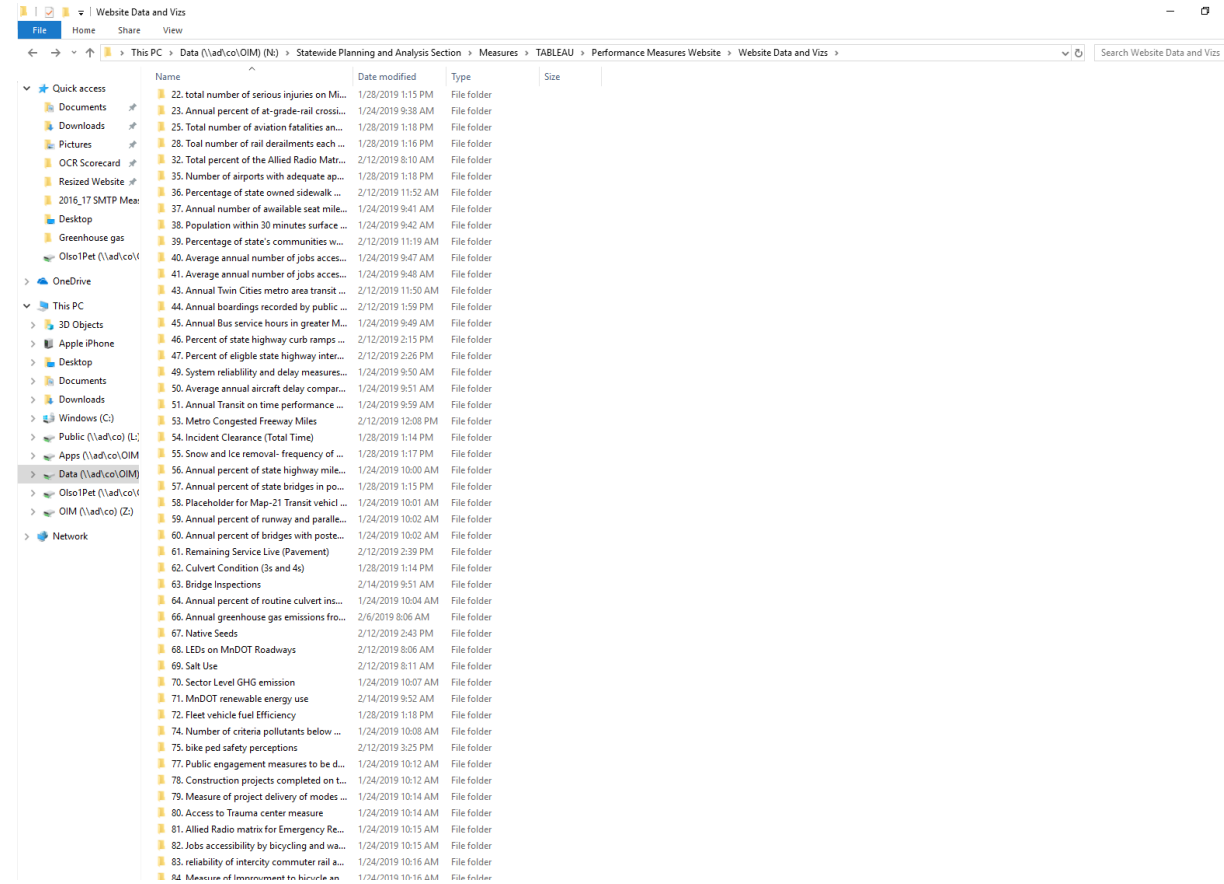 Website Data and Vizs
File Home Share View
This PC > Data (\\ad\co\OIM) (N:) > Statewide Planning and Analysis Section > Measures > TABLEAU > Performance Measures Website > Website Data and Vizs >
Search Website Data and Vizs
Name Date modified Type Size
Quick access
Documents
Downloads
Pictures
OCR Scorecard
Resized Website
2016_17 SMTP Mea
Desktop
Greenhouse gas
Olso1Pet (\\ad\co\(
OneDrive
This PC
3D Objects
Apple iPhone
Desktop
Documents
Downloads
Windows (C:)
Public (\\ad\co) (L:
Apps (\\ad\co\OIM
Data (\\ad\co\OIM)
Olso1Pet (\\ad\co\(
OIM (\\ad\co) (Z:)
Network
22. total number of serious injuries on Mi... 1/28/2019 1:15 PM File folder
23. Annual percent of at-grade-rail crossi... 1/24/2019 9:38 AM File folder
25. Total number of aviation fatalities an... 1/28/2019 1:18 PM File folder
28. Toal number of rail derailments each ... 1/28/2019 1:16 PM File folder
32. Total percent of the Allied Radio Matr... 2/12/2019 8:10 AM File folder
35. Number of airports with adequate ap... 1/28/2019 1:18 PM File folder
36. Percentage of state owned sidewalk ... 2/12/2019 11:52 AM File folder
37. Annual number of available seat mile... 1/24/2019 9:41 AM File folder
38. Population within 30 minutes surface ... 1/24/2019 9:42 AM File folder
39. Percentage of state's communities w... 2/12/2019 11:19 AM File folder
40. Average annual number of jobs acces... 1/24/2019 9:47 AM File folder
41. Average annual number of jobs acces... 1/24/2019 9:48 AM File folder
43. Annual Twin Cities metro area transit ... 2/12/2019 11:50 AM File folder
44. Annual boardings recorded by public ... 2/12/2019 1:59 PM File folder
45. Annual Bus service hours in greater M... 1/24/2019 9:49 AM File folder
46. Percent of state highway curb ramps ... 2/12/2019 2:15 PM File folder
47. Percent of eligble state highway inter... 2/12/2019 2:26 PM File folder
49. System reliablility and delay measures... 1/24/2019 9:50 AM File folder
50. Average annual aircraft delay compar... 1/24/2019 9:51 AM File folder
51. Annual Transit on time performance ... 1/24/2019 9:59 AM File folder
53. Metro Congested Freeway Miles 2/12/2019 12:08 PM File folder
54. Incident Clearance (Total Time) 1/28/2019 1:14 PM File folder
55. Snow and Ice removal- frequency of ... 1/28/2019 1:17 PM File folder
56. Annual percent of state highway mile... 1/24/2019 10:00 AM File folder
57. Annual percent of state bridges in po... 1/28/2019 1:15 PM File folder
58. Placeholder for Map-21 Transit vehicl ... 1/24/2019 10:01 AM File folder
59. Annual percent of runway and paralle... 1/24/2019 10:02 AM File folder
60. Annual percent of bridges with poste... 1/24/2019 10:02 AM File folder
61. Remaining Service Live (Pavement) 2/12/2019 2:39 PM File folder
62. Culvert Condition (3s and 4s) 1/28/2019 1:14 PM File folder
63. Bridge Inspections 2/14/2019 9:51 AM File folder
64. Annual percent of routine culvert ins... 1/24/2019 10:04 AM File folder
66. Annual greenhouse gas emissions fro... 2/6/2019 8:06 AM File folder
67. Native Seeds 2/12/2019 2:43 PM File folder
68. LEDs on MnDOT Roadways 2/12/2019 8:06 AM File folder
69. Salt Use 2/12/2019 8:11 AM File folder
70. Sector Level GHG emission 1/24/2019 10:07 AM File folder
71. MnDOT renewable energy use 2/14/2019 9:52 AM File folder
72. Fleet vehicle fuel Efficiency 1/28/2019 1:18 PM File folder
74. Number of criteria pollutants below ... 1/24/2019 10:08 AM File folder
75. bike ped safety perceptions 2/12/2019 3:25 PM File folder
77. Public engagement measures to be d... 1/24/2019 10:12 AM File folder
78. Construction projects completed on t... 1/24/2019 10:12 AM File folder
79. Measure of project delivery of modes ... 1/24/2019 10:14 AM File folder
80. Access to Trauma center measure 1/24/2019 10:14 AM File folder
81. Allied Radio matrix for Emergency Re... 1/24/2019 10:15 AM File folder
82. Jobs accessibility by bicycling and wa... 1/24/2019 10:15 AM File folder
83. reliability of intercity commuter rail a... 1/24/2019 10:16 AM File folder
84. Measure of Improvment to bicycle an... 1/24/2019 10:16 AM File folder